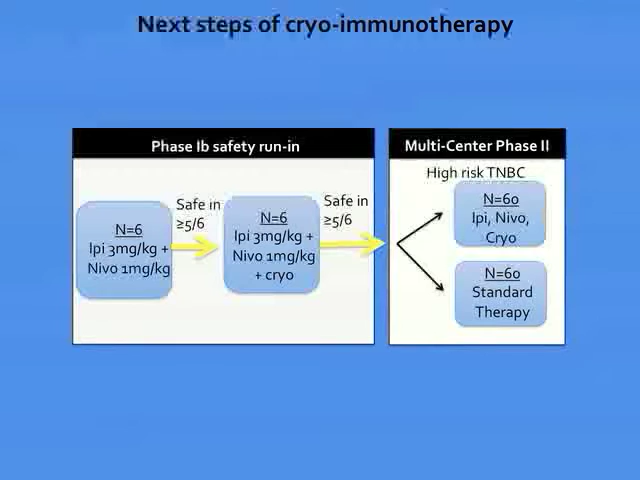 Next steps of cryo-immunotherapy
Phase Ib safety run-in
N=6
Ipi 3mg/kg +
Nivo 1mg/kg
Safe in
≥5/6
N=6
Ipi 3mg/kg +
Nivo 1mg/kg
+ cryo
Safe in
≥5/6
Multi-Center Phase II
High risk TNBC
N=60
Ipi, Nivo,
Cryo
N=60
Standard
Therapy